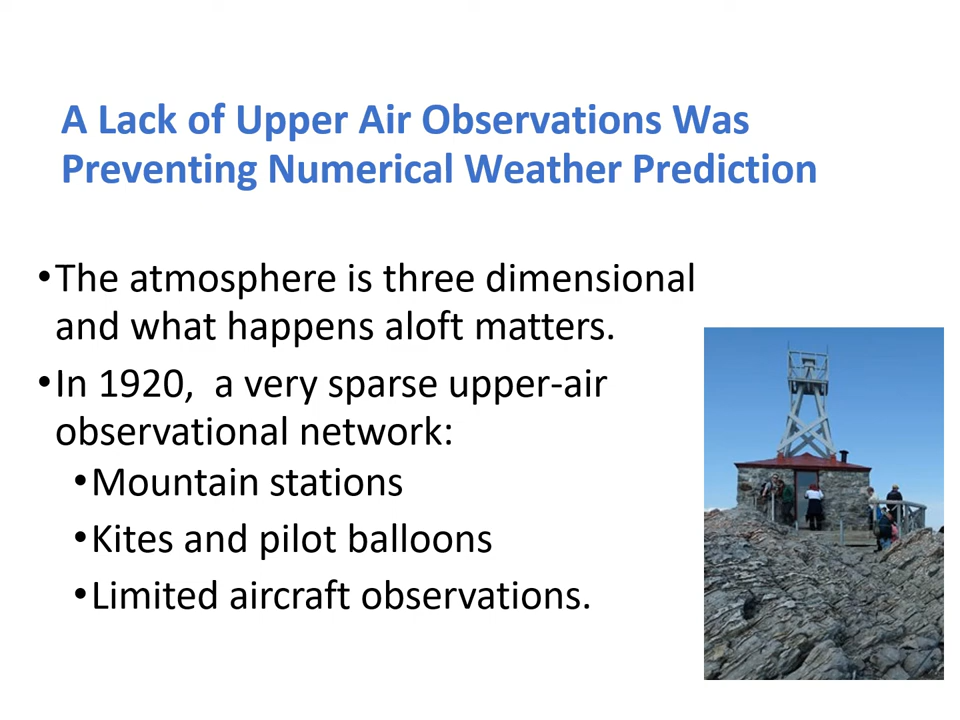 A Lack of Upper Air Observations Was
Preventing Numerical Weather Prediction
•The atmosphere is three dimensional
and what happens aloft matters.
•In 1920,  a very sparse upper-air
observational network:
•Mountain stations
•Kites and pilot balloons
•Limited aircraft observations.